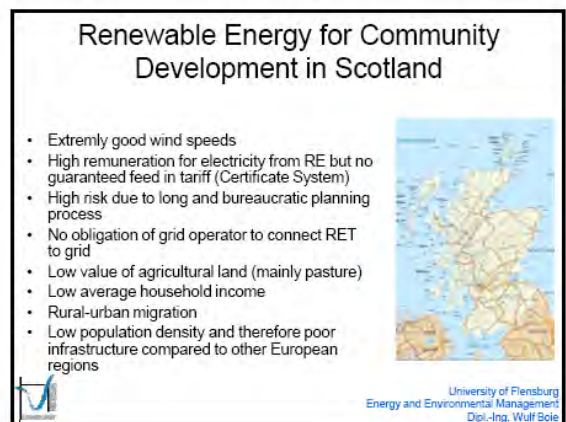 Renewable Energy for Community
Development in Scotland
• Extremly good wind speeds
• High remuneration for electricity from RE but no
guaranteed feed in tariff (Certificate System)
• High risk due to long and bureaucratic planning
process
• No obligation of grid operator to connect RET
to grid
• Low value of agricultural land (mainly pasture)
• Low average household income
• Rural-urban migration
• Low population density and therefore poor
infrastructure compared to other European
regions
University of Flensburg
Energy and Environmental Management
Dipl.-Ing. Wulf Boie